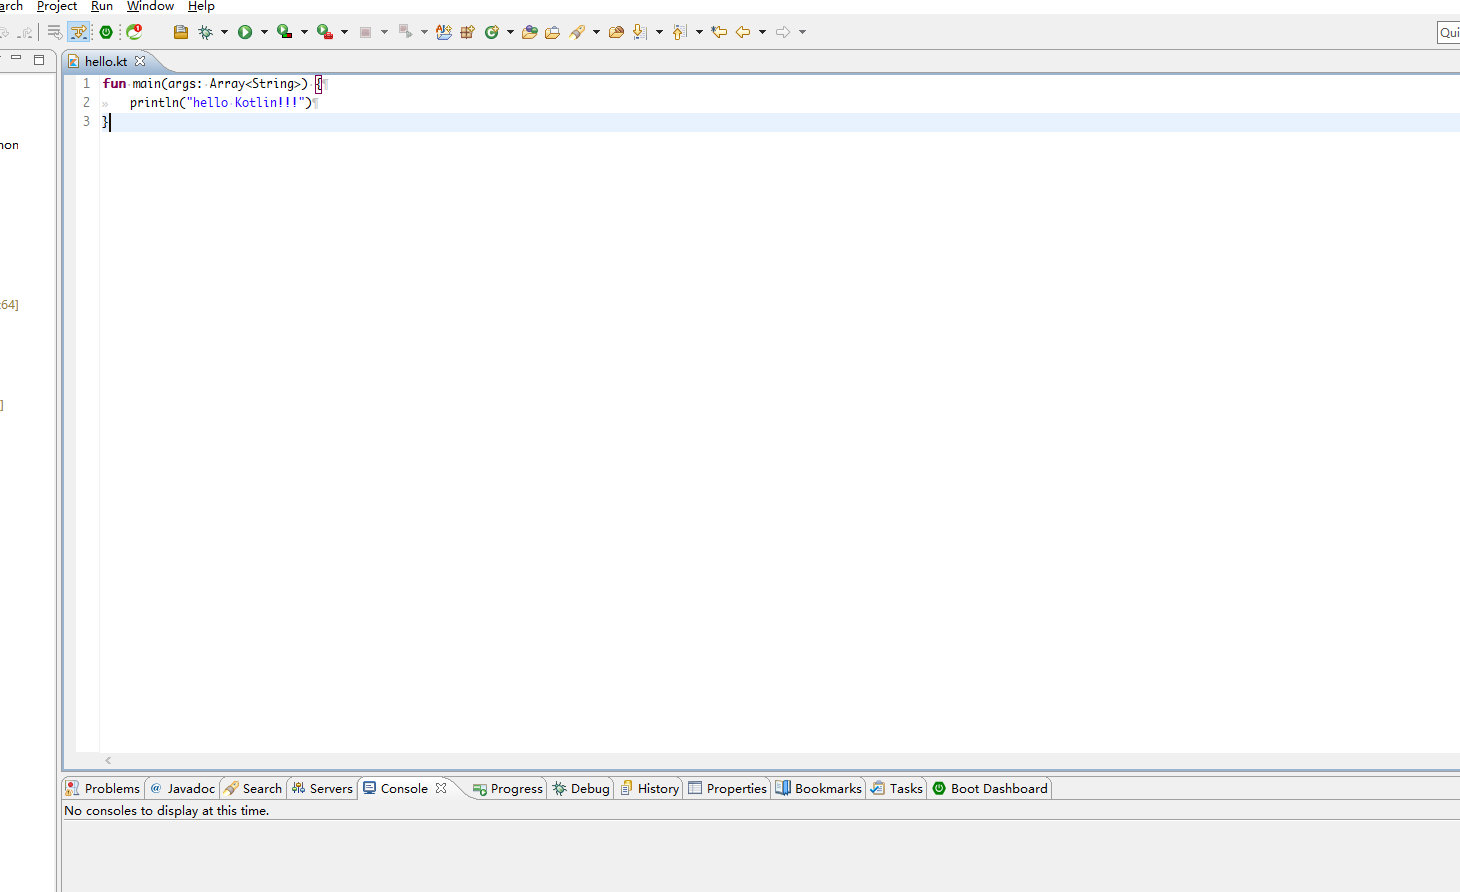 Project Run Window Help
Qui
hello.kt
1 fun main(args: Array<String>) {
2 println("hello Kotlin!!!")
3 }
64]
]
Problems Javadoc Search Servers Console Progress Debug History Properties Bookmarks Tasks Boot Dashboard
No consoles to display at this time.